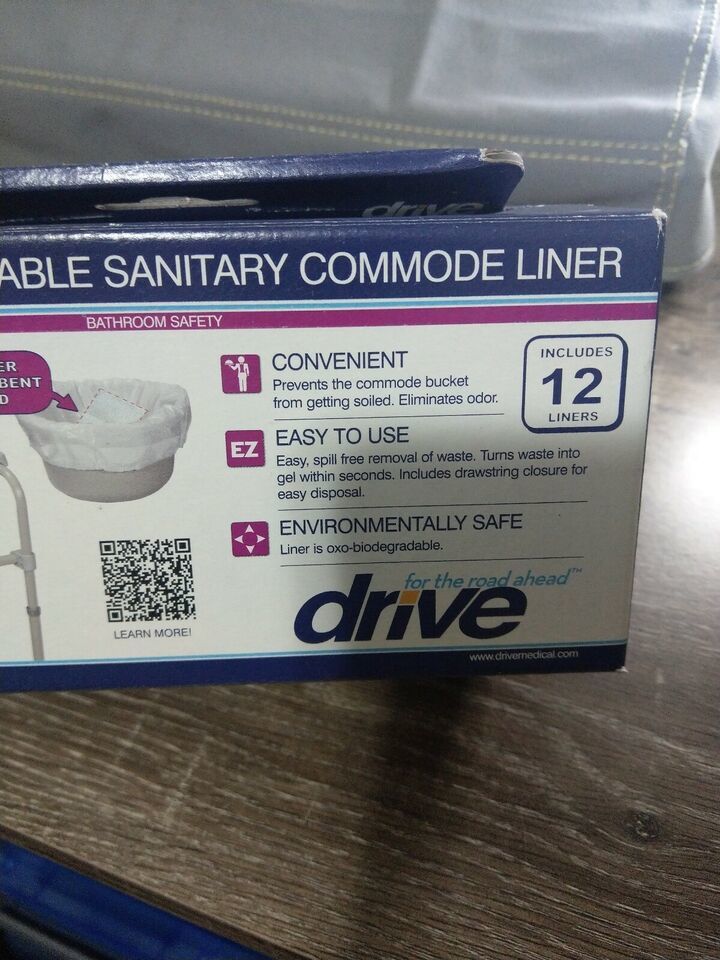 drive
ABLE SANITARY COMMODE LINER
BATHROOM SAFETY
ER
BENT
D
CONVENIENT
Prevents the commode bucket
from getting soiled. Eliminates odor.
INCLUDES
12
LINERS
EZ
EASY TO USE
Easy, spill free removal of waste. Turns waste into
gel within seconds. Includes drawstring closure for
easy disposal.
ENVIRONMENTALLY SAFE
Liner is oxo-biodegradable.
LEARN MORE!
for the road ahead™
drive
www.drivemedical.com